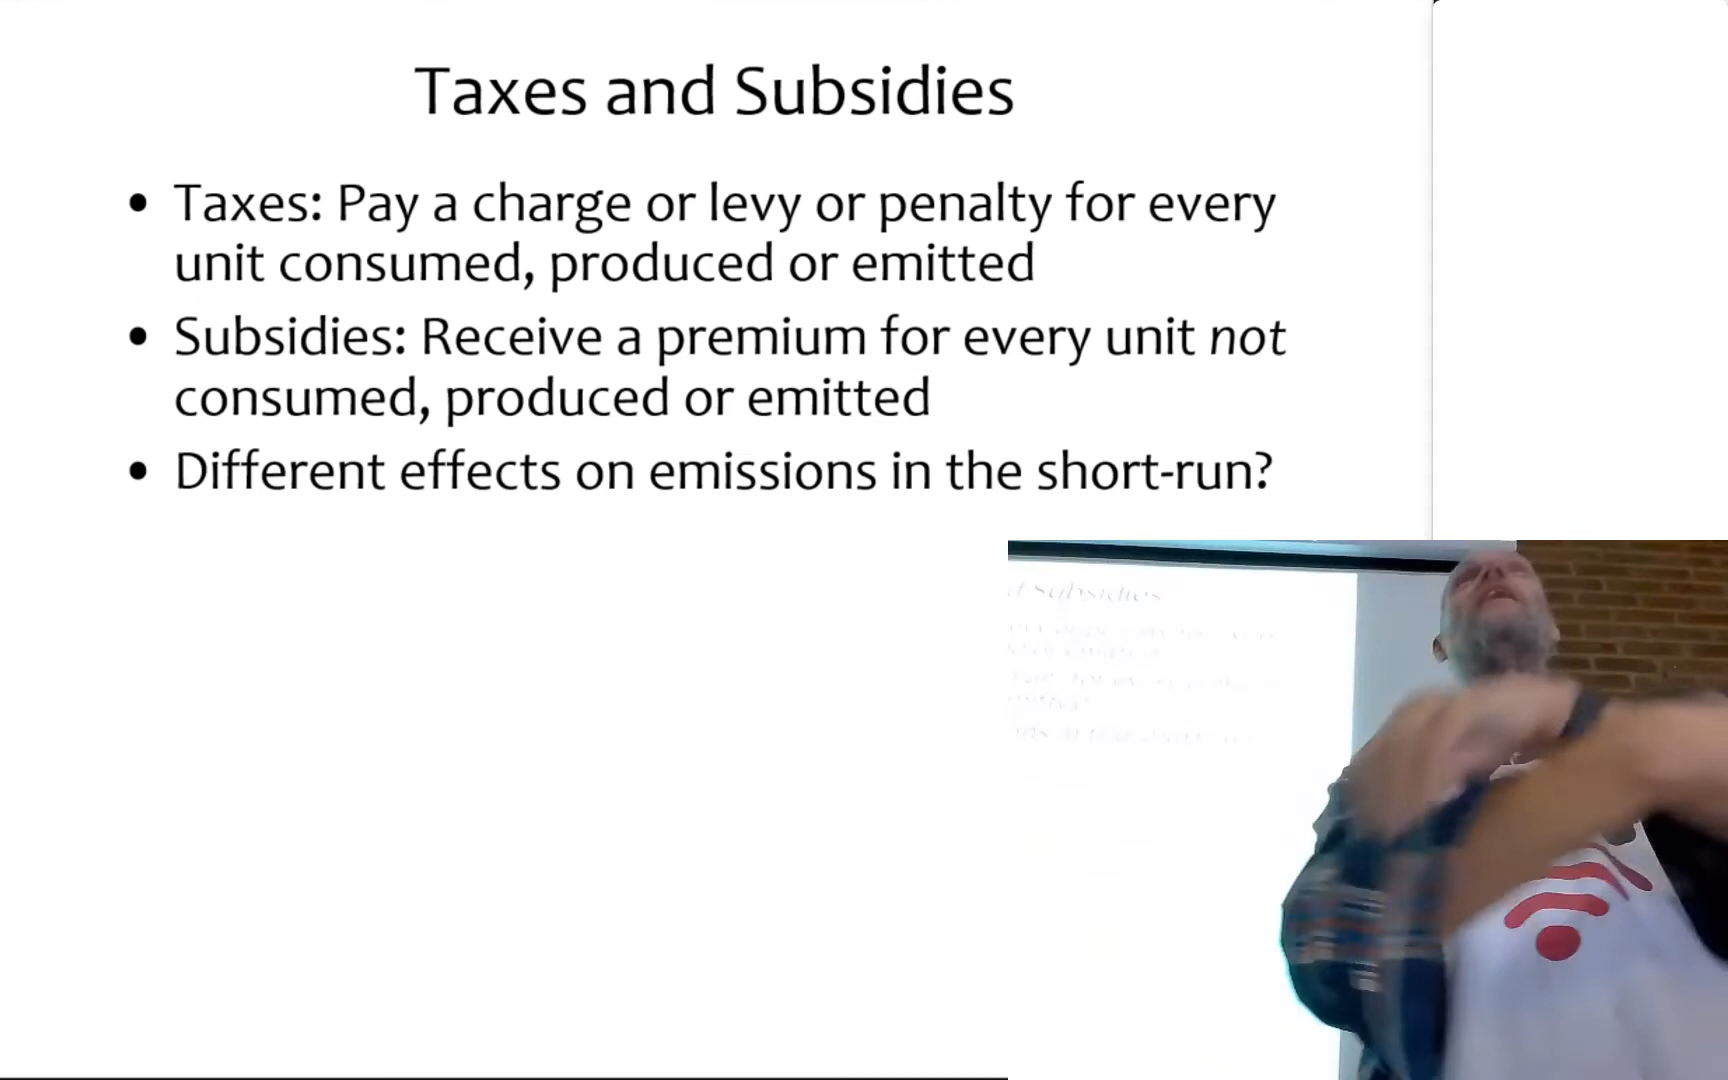 Taxes and Subsidies
• Taxes: Pay a charge or levy or penalty for every
unit consumed, produced or emitted
• Subsidies: Receive a premium for every unit not
consumed, produced or emitted
• Different effects on emissions in the short-run?